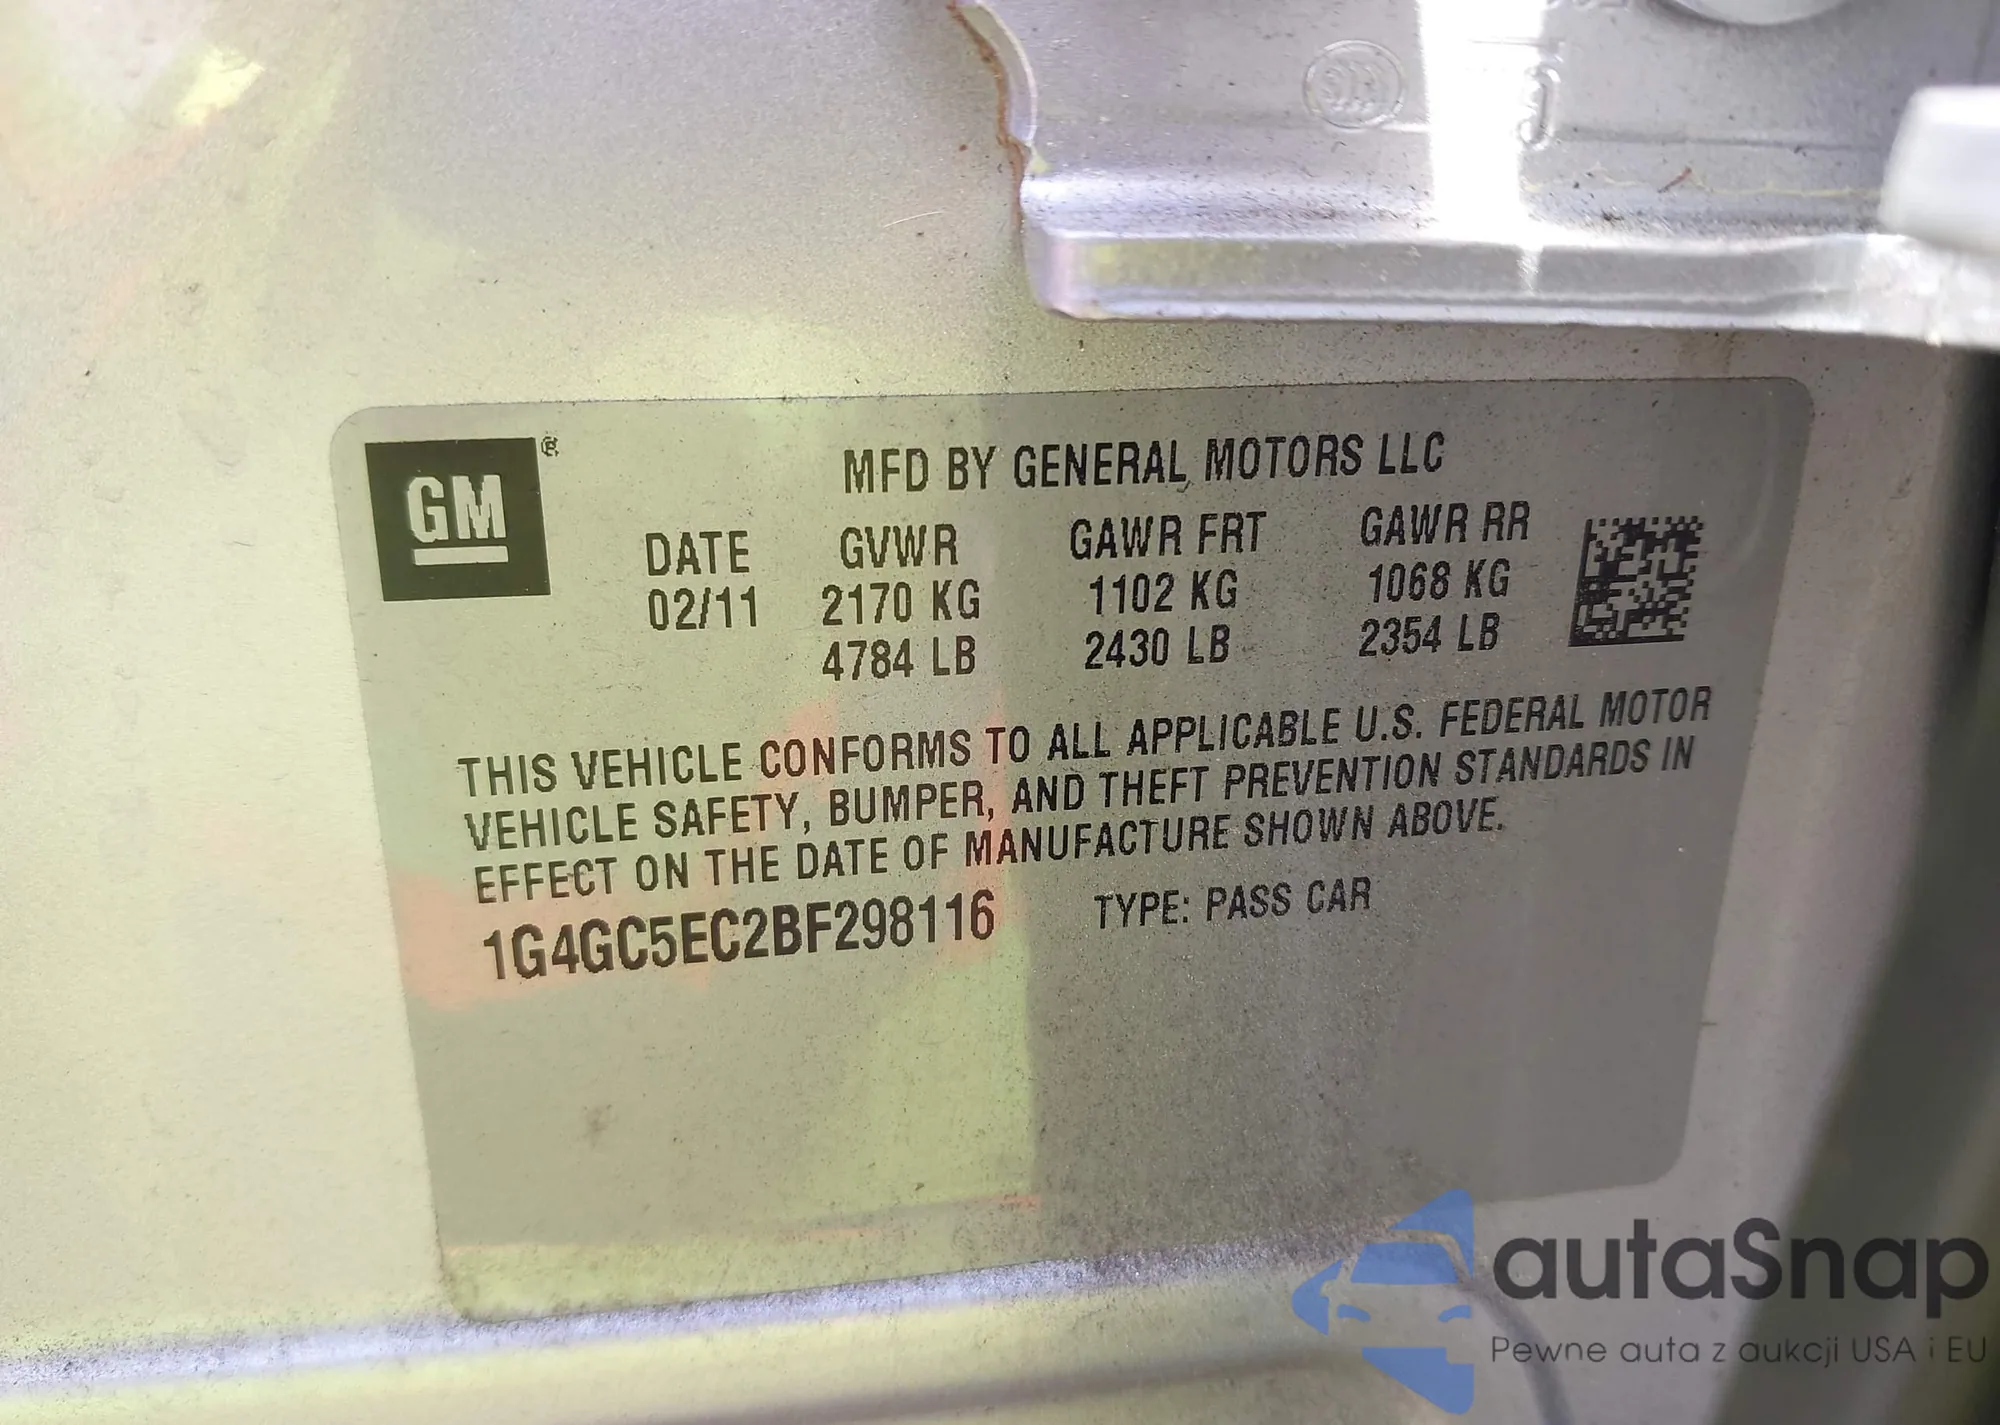 GM®
MFD BY GENERAL MOTORS LLC
DATE GVWR GAWR FRT GAWR RR
02/11 2170 KG 1102 KG 1068 KG
4784 LB 2430 LB 2354 LB
THIS VEHICLE CONFORMS TO ALL APPLICABLE U.S. FEDERAL MOTOR
VEHICLE SAFETY, BUMPER, AND THEFT PREVENTION STANDARDS IN
EFFECT ON THE DATE OF MANUFACTURE SHOWN ABOVE.
1G4GC5EC2BF298116 TYPE: PASS CAR
autaSnap
Pewne auta z aukcji USA i EU